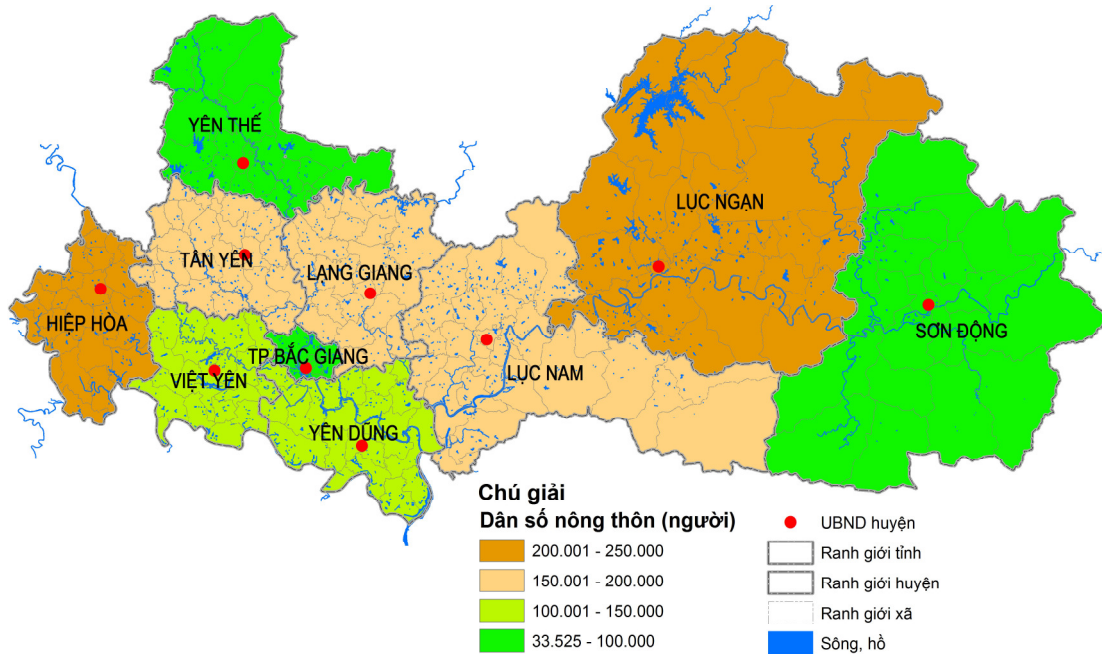 YÊN THẾ
LỤC NGẠN
TÂN YÊN
LẠNG GIANG
HIỆP HÒA
SƠN ĐỘNG
TP BẮC GIANG
VIỆT YÊN
LỤC NAM
YÊN DŨNG
Chú giải
Dân số nông thôn (người)
200.001 - 250.000
150.001 - 200.000
100.001 - 150.000
33.525 - 100.000
UBND huyện
Ranh giới tỉnh
Ranh giới huyện
Ranh giới xã
Sông, hồ